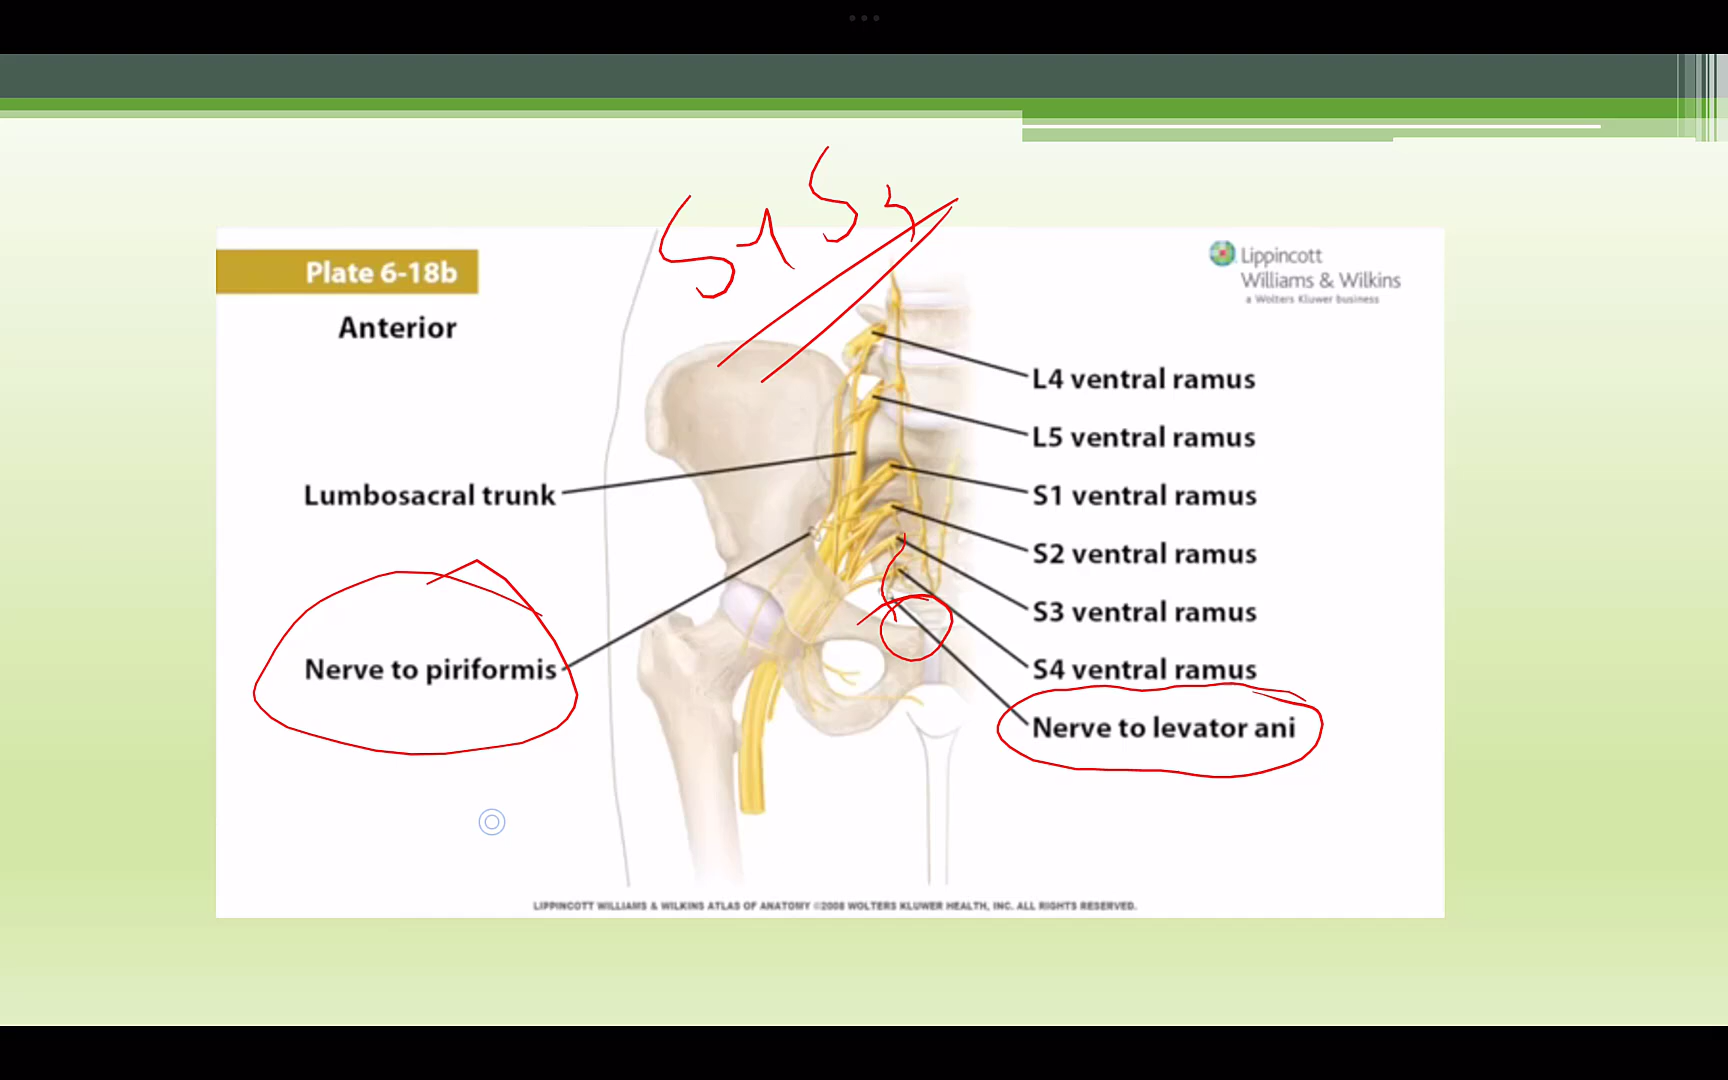 S1 S2
Plate 6-18b
Lippincott
Williams & Wilkins
a Wolters Kluwer business
Anterior
L4 ventral ramus
L5 ventral ramus
Lumbosacral trunk
S1 ventral ramus
S2 ventral ramus
S3 ventral ramus
Nerve to piriformis
S4 ventral ramus
Nerve to levator ani
LIPPINCOTT WILLIAMS & WILKINS ATLAS OF ANATOMY ©2008 WOLTERS KLUWER HEALTH, INC. ALL RIGHTS RESERVED.